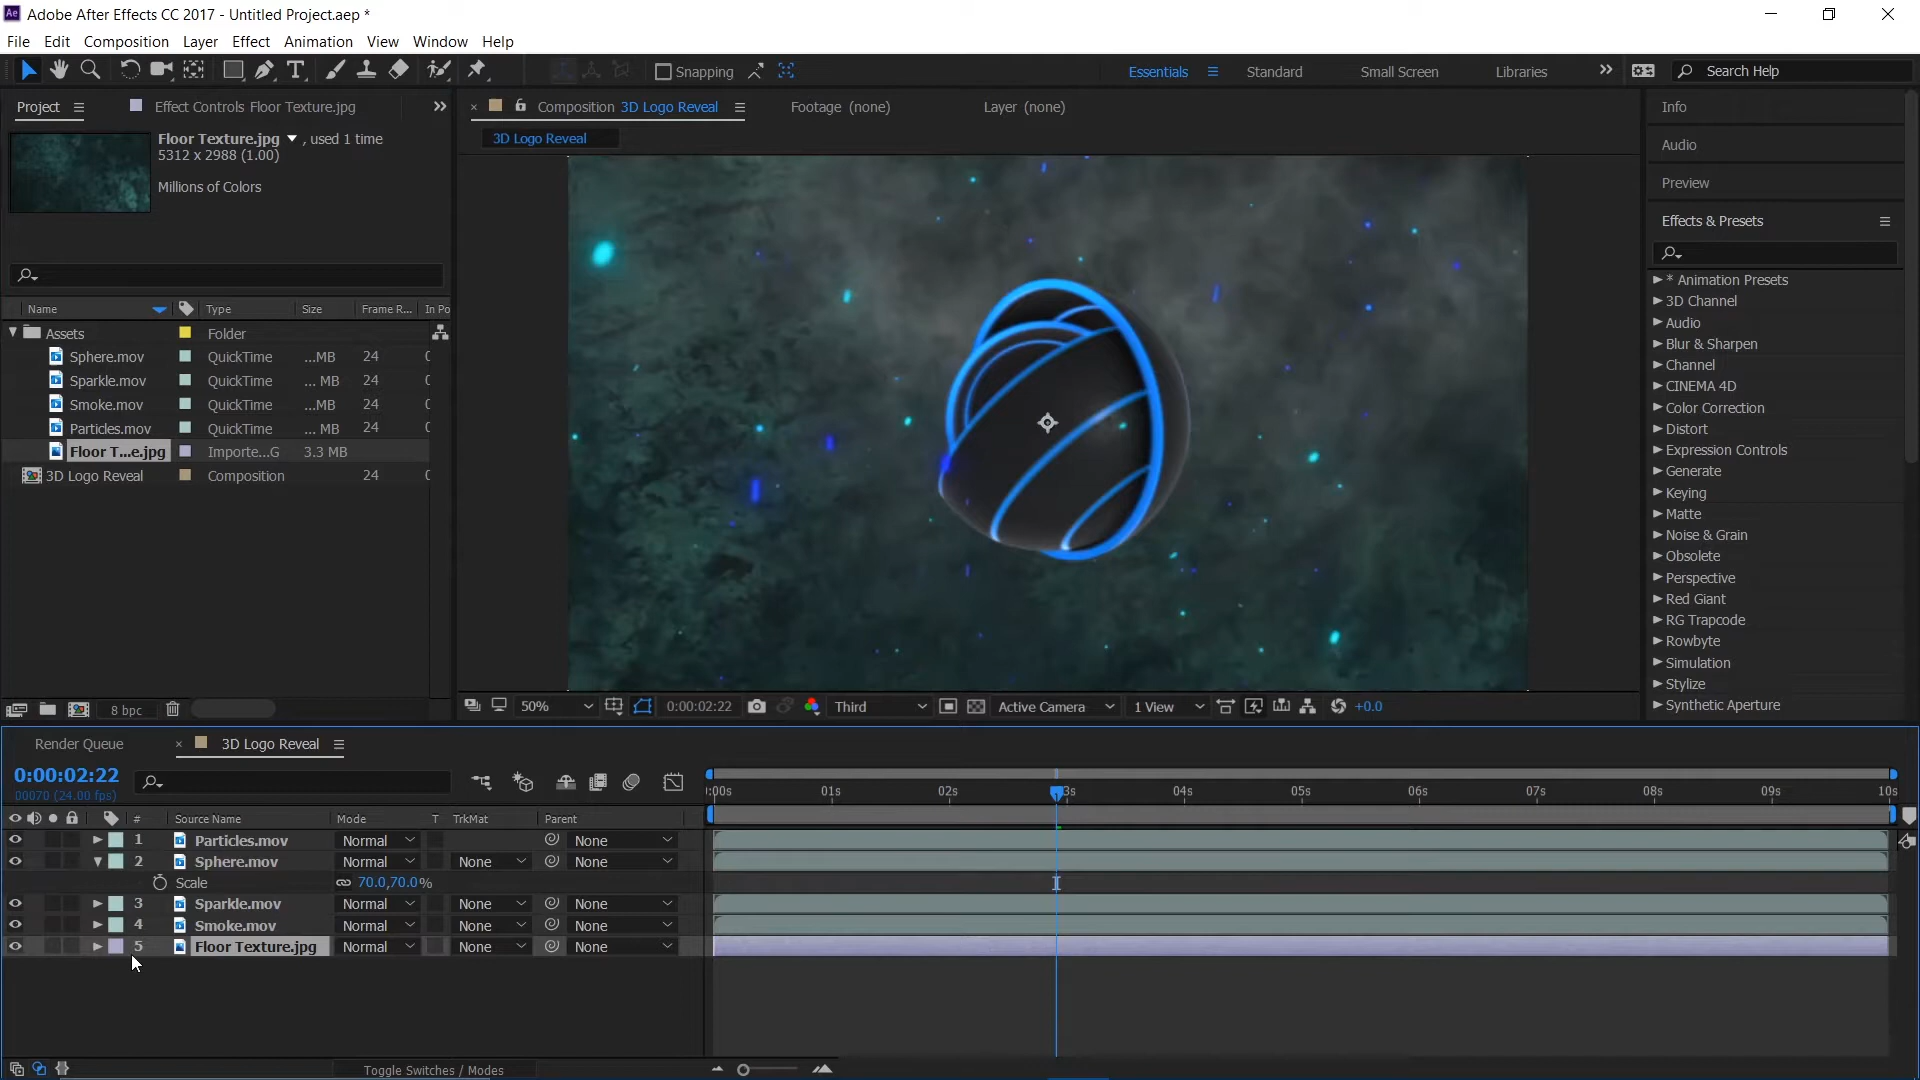 Ae Adobe After Effects CC 2017 - Untitled Project.aep *
File Edit Composition Layer Effect Animation View Window Help
Snapping Essentials Standard Small Screen Libraries Search Help
Project Effect Controls Floor Texture.jpg
Composition 3D Logo Reveal Footage (none) Layer (none)
3D Logo Reveal
Floor Texture.jpg , used 1 time
5312 x 2988 (1.00)
Millions of Colors
Name Type Size Frame R... In Po
Assets Folder
Sphere.mov QuickTime ...MB 24
Sparkle.mov QuickTime ... MB 24
Smoke.mov QuickTime ...MB 24
Particles.mov QuickTime ... MB 24
Floor T...e.jpg Importe...G 3.3 MB
3D Logo Reveal Composition 24
8 bpc
50% 0:00:02:22 Third Active Camera 1 View +0.0
Info
Audio
Preview
Effects & Presets
* Animation Presets
3D Channel
Audio
Blur & Sharpen
Channel
CINEMA 4D
Color Correction
Distort
Expression Controls
Generate
Keying
Matte
Noise & Grain
Obsolete
Perspective
Red Giant
RG Trapcode
Rowbyte
Simulation
Stylize
Synthetic Aperture
Render Queue 3D Logo Reveal
0:00:02:22
00070 (24.00 fps)
:00s 01s 02s 3s 04s 05s 06s 07s 08s 09s 10s
# Source Name Mode T TrkMat Parent
1 Particles.mov Normal None
2 Sphere.mov Normal None None
Scale 70.0,70.0%
3 Sparkle.mov Normal None None
4 Smoke.mov Normal None None
5 Floor Texture.jpg Normal None None
Toggle Switches / Modes